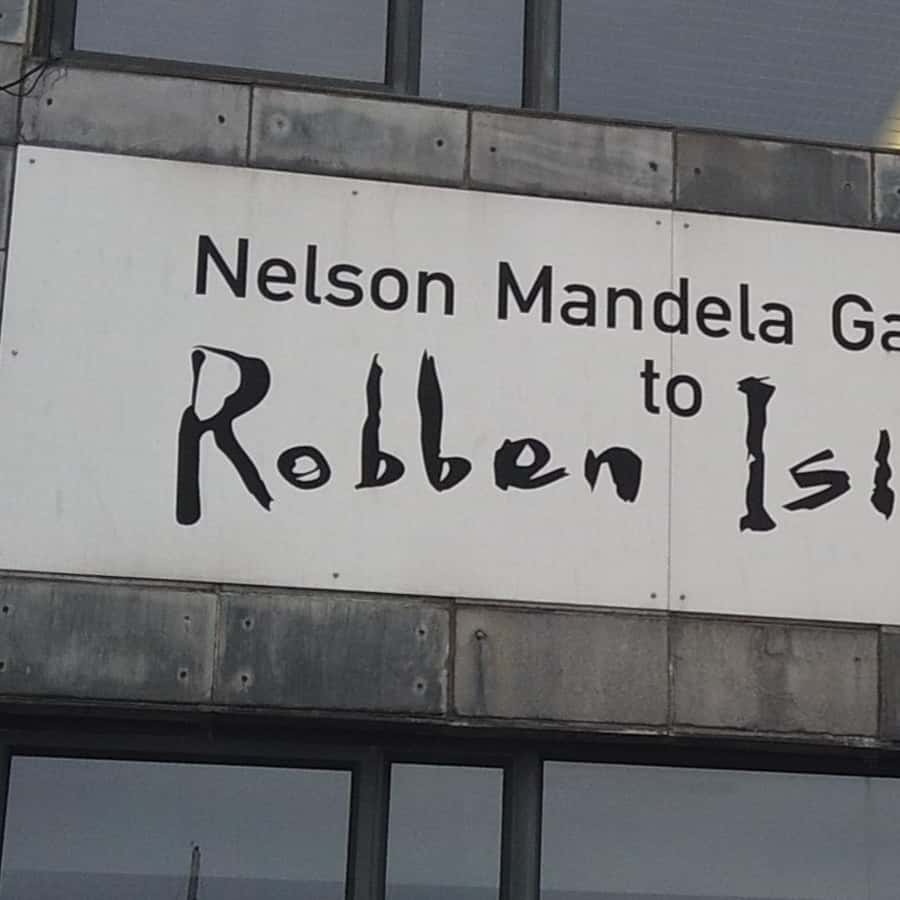 Nelson Mandela Ga
to
Robben Isl